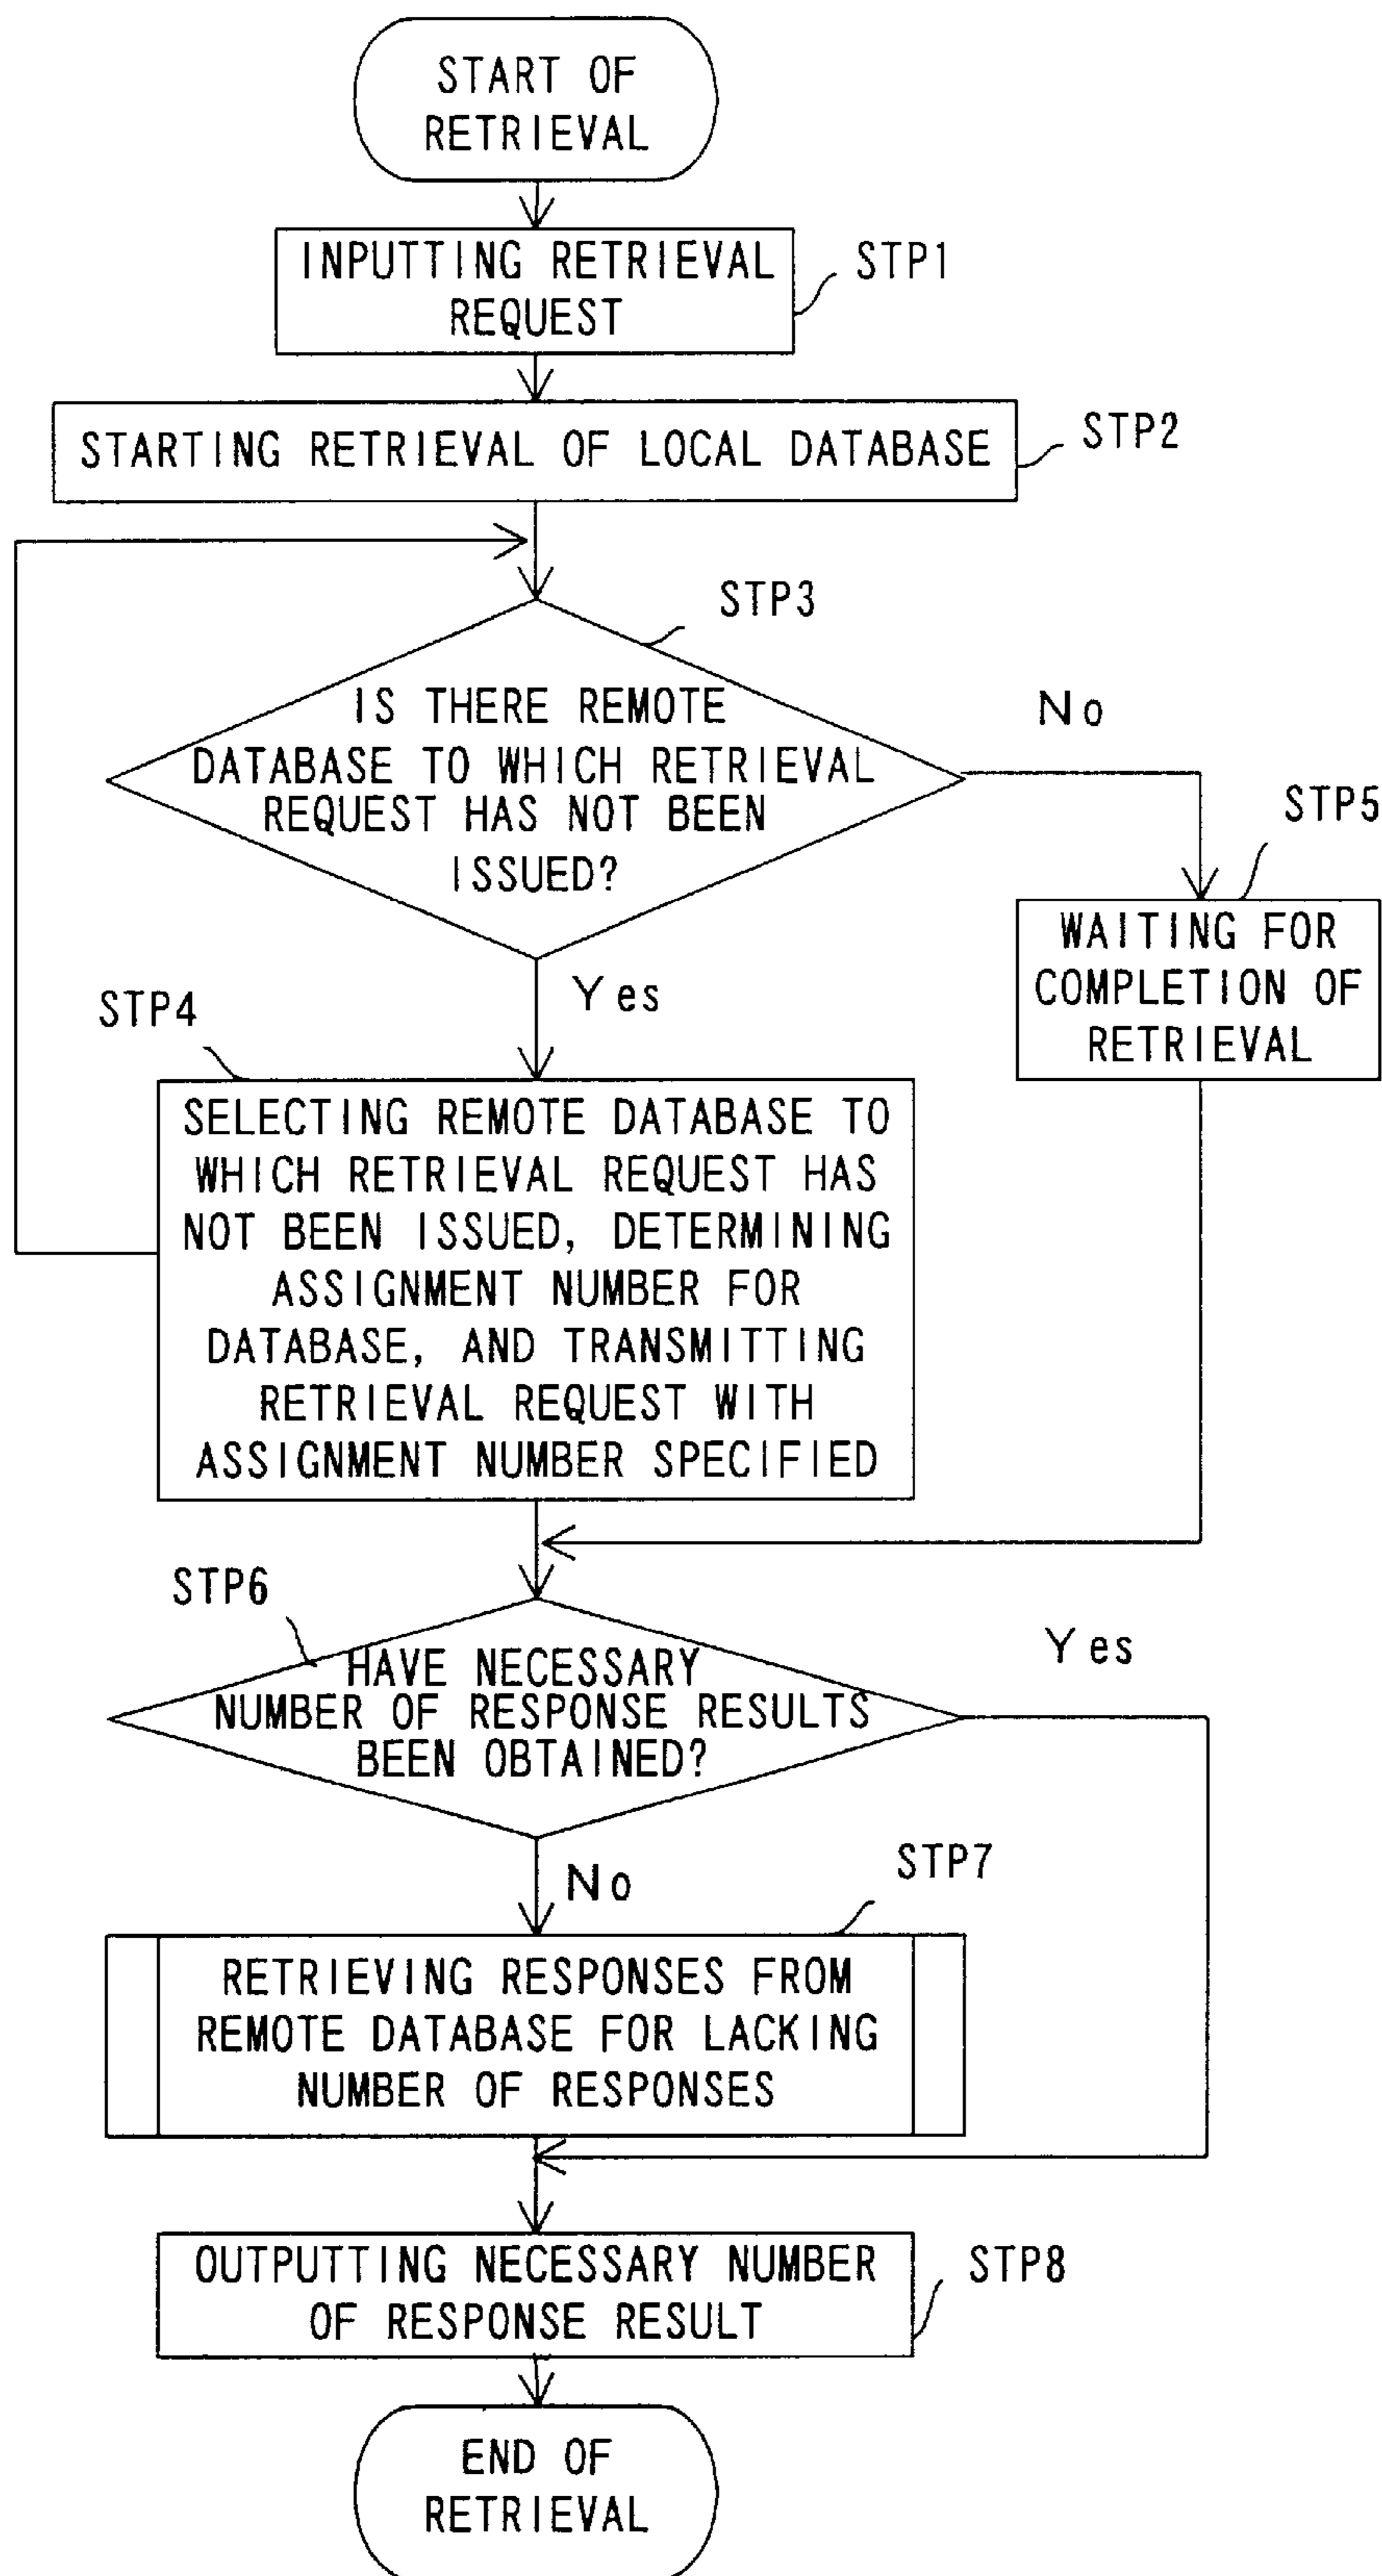 START OF
RETRIEVAL
INPUTTING RETRIEVAL
REQUEST
STP1
STARTING RETRIEVAL OF LOCAL DATABASE
STP2
STP3
IS THERE REMOTE
DATABASE TO WHICH RETRIEVAL
REQUEST HAS NOT BEEN
ISSUED?
No
Yes
STP5
WAITING FOR
COMPLETION OF
RETRIEVAL
STP4
SELECTING REMOTE DATABASE TO
WHICH RETRIEVAL REQUEST HAS
NOT BEEN ISSUED, DETERMINING
ASSIGNMENT NUMBER FOR
DATABASE, AND TRANSMITTING
RETRIEVAL REQUEST WITH
ASSIGNMENT NUMBER SPECIFIED
STP6
HAVE NECESSARY
NUMBER OF RESPONSE RESULTS
BEEN OBTAINED?
Yes
No
STP7
RETRIEVING RESPONSES FROM
REMOTE DATABASE FOR LACKING
NUMBER OF RESPONSES
OUTPUTTING NECESSARY NUMBER
OF RESPONSE RESULT
STP8
END OF
RETRIEVAL